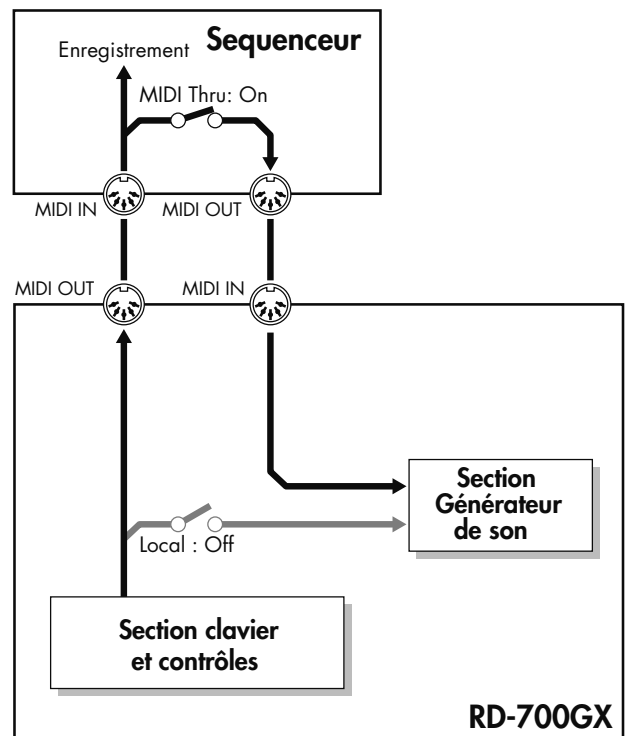 Sequenceur
Enregistrement
MIDI Thru: On
MIDI IN
MIDI OUT
MIDI OUT
MIDI IN
Section
Générateur
de son
Local : Off
Section clavier
et contrôles
RD-700GX